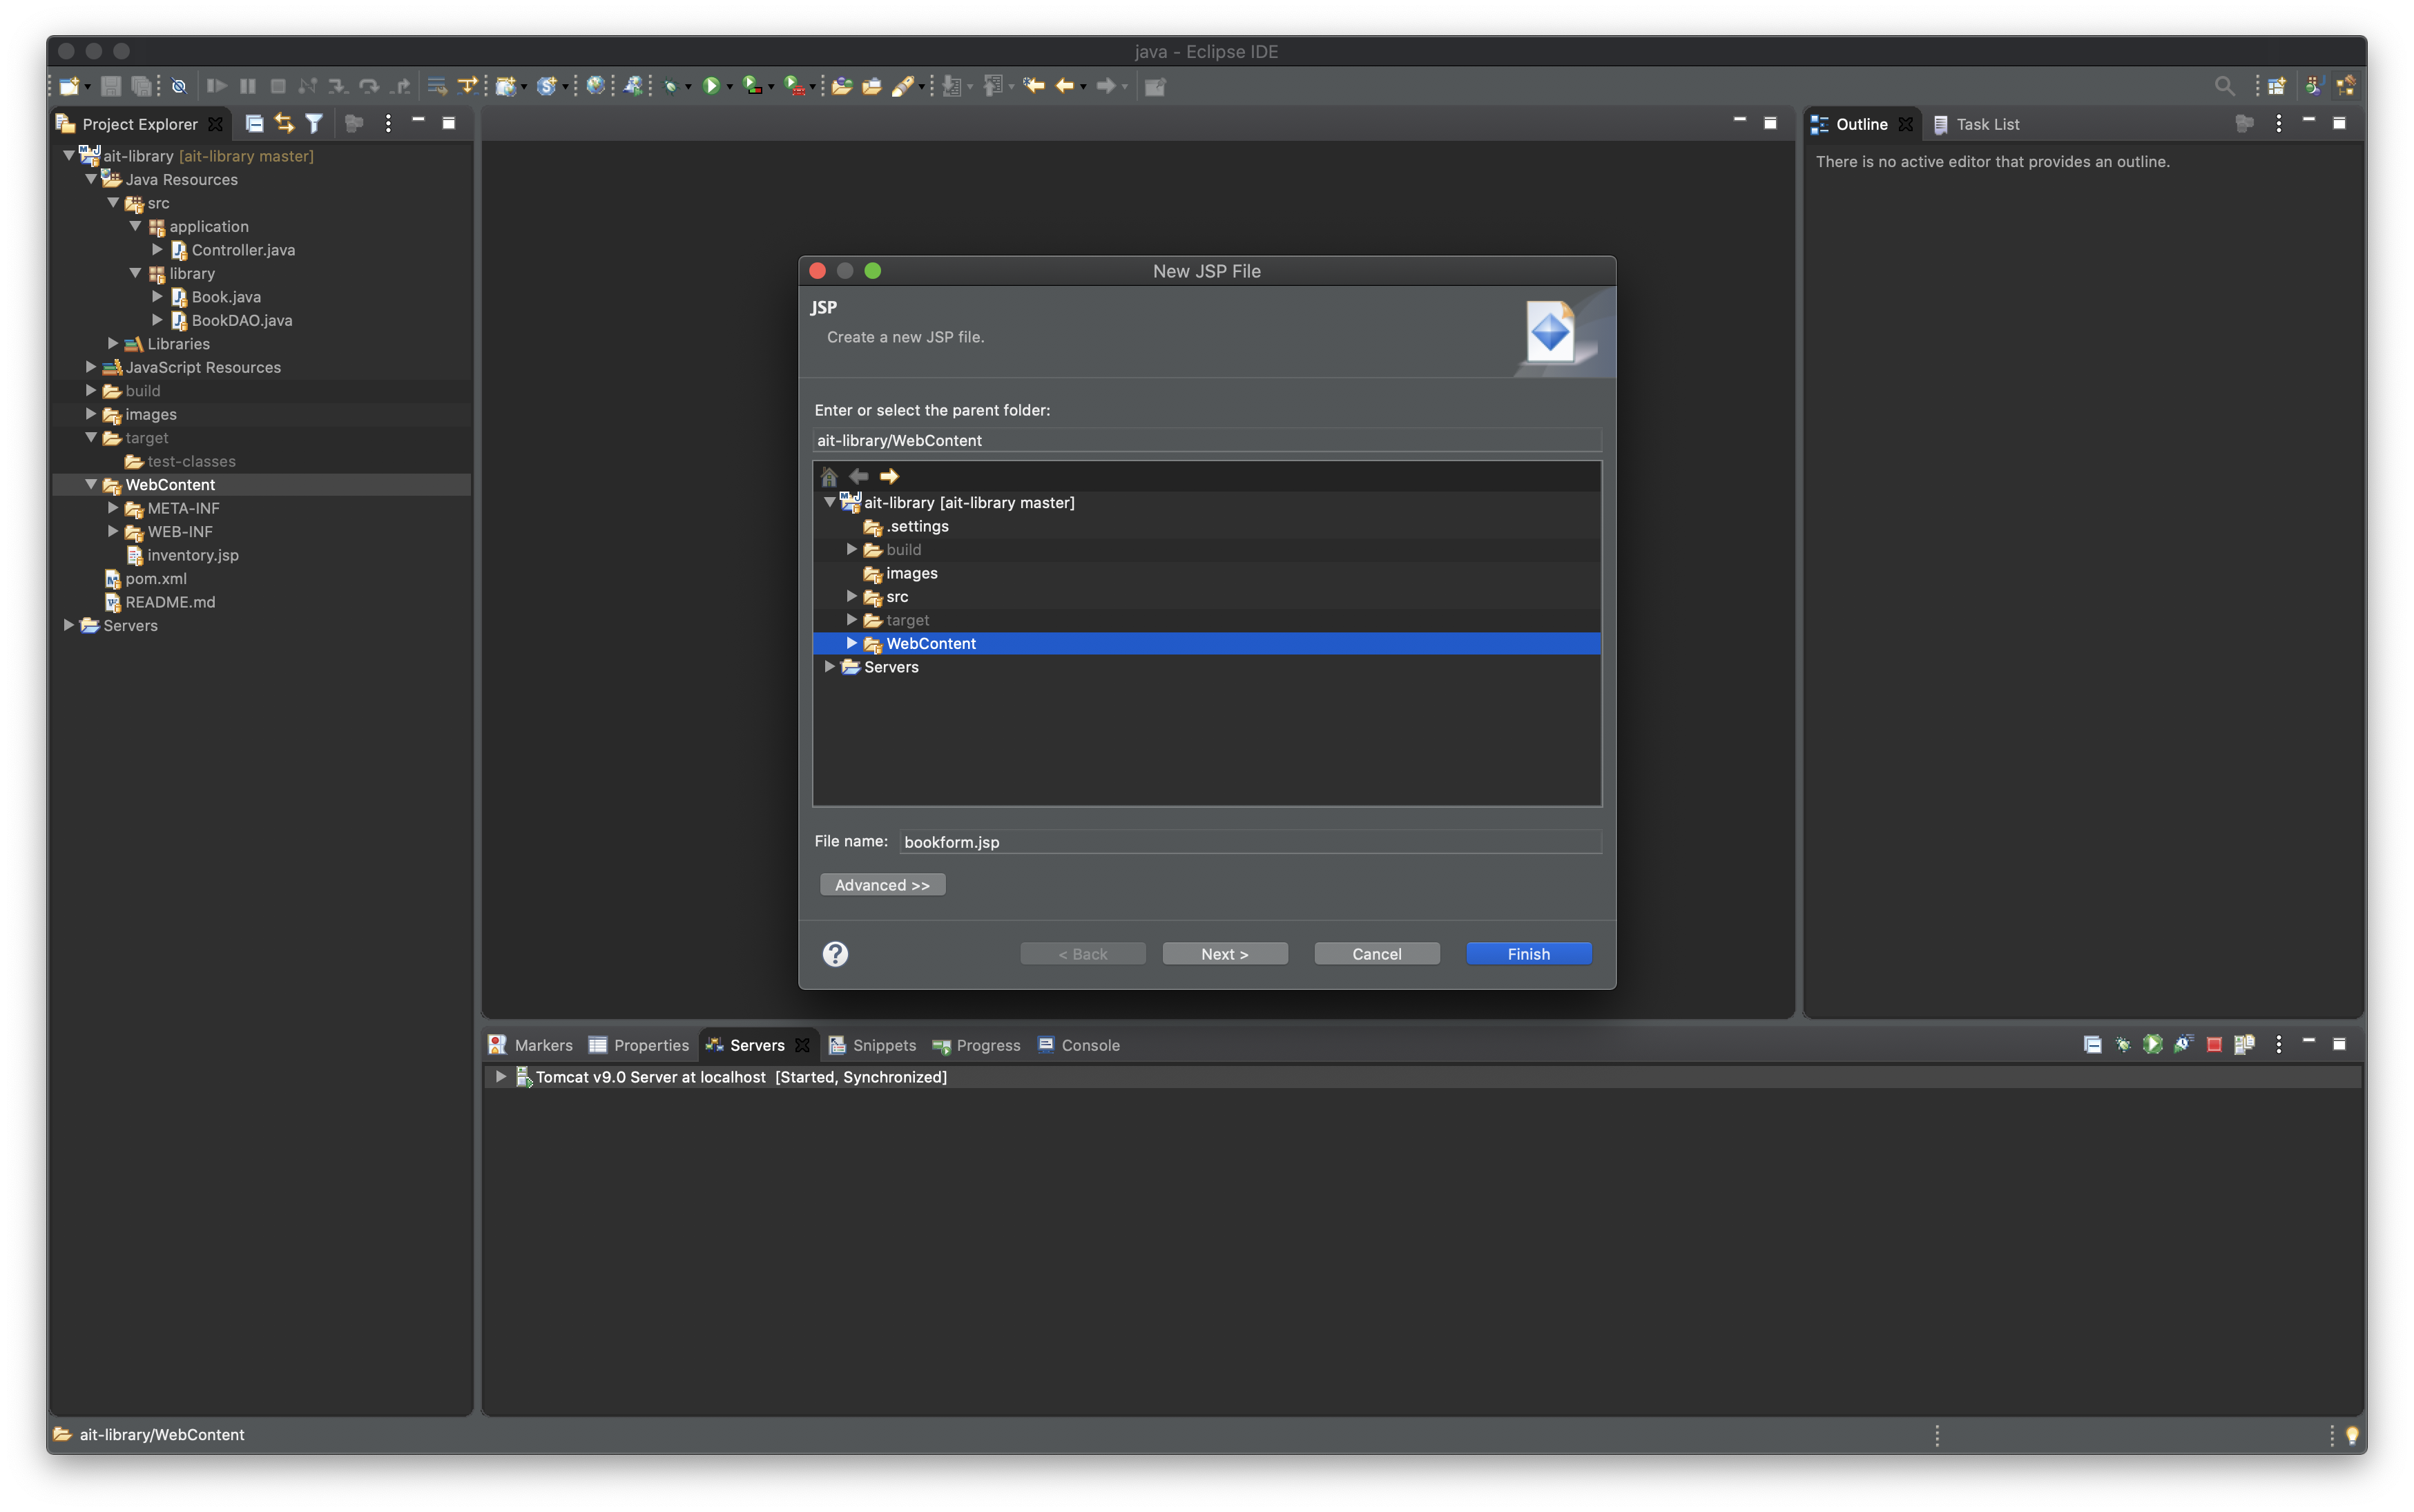 java - Eclipse IDE
Project Explorer
ait-library [ait-library master]
Java Resources
src
application
Controller.java
library
Book.java
BookDAO.java
Libraries
JavaScript Resources
build
images
target
test-classes
WebContent
META-INF
WEB-INF
inventory.jsp
pom.xml
README.md
Servers
Outline
Task List
There is no active editor that provides an outline.
New JSP File
JSP
Create a new JSP file.
Enter or select the parent folder:
ait-library/WebContent
ait-library [ait-library master]
.settings
build
images
src
target
WebContent
Servers
File name:
bookform.jsp
Advanced >>
?
< Back
Next >
Cancel
Finish
Markers
Properties
Servers
Snippets
Progress
Console
Tomcat v9.0 Server at localhost [Started, Synchronized]
ait-library/WebContent